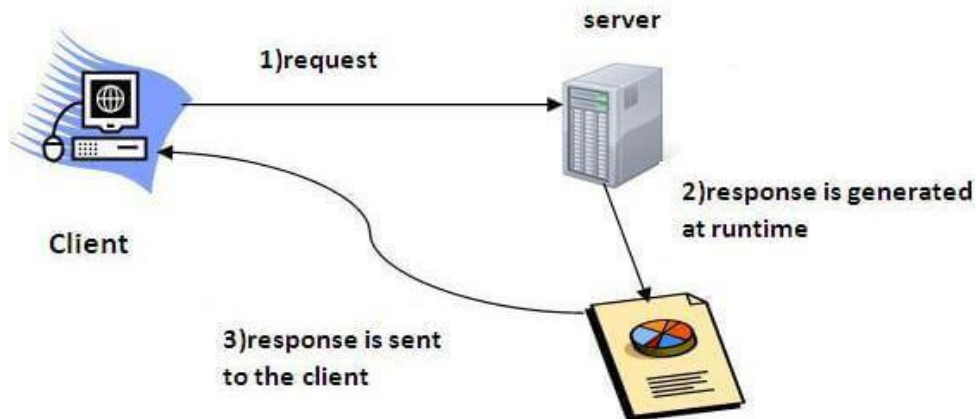 server
1)request
2)response is generated
at runtime
Client
3)response is sent
to the client